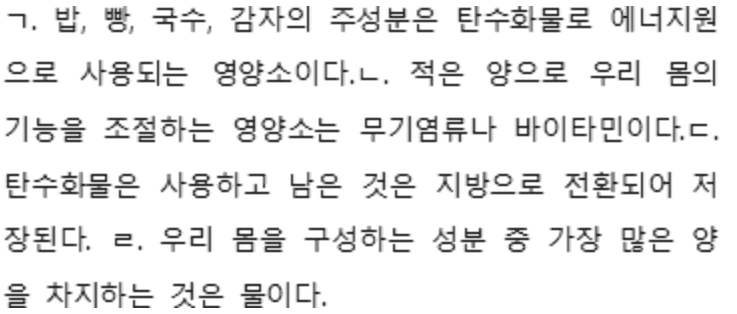 ㄱ. 밥, 빵, 국수, 감자의 주성분은 탄수화물로 에너지원
으로 사용되는 영양소이다.ㄴ. 적은 양으로 우리 몸의
기능을 조절하는 영양소는 무기염류나 바이타민이다.ㄷ.
탄수화물은 사용하고 남은 것은 지방으로 전환되어 저
장된다. ㄹ. 우리 몸을 구성하는 성분 중 가장 많은 양
을 차지하는 것은 물이다.